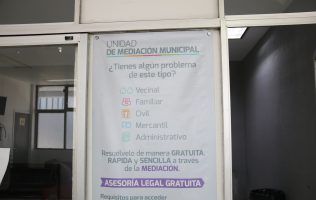 UNIDAD
DE MEDIACIÓN MUNICIPAL
¿Tienes algún problema
de este tipo?
Vecinal
Familiar
Civil
Mercantil
Administrativo
Resuélvelo de manera GRATUITA,
RÁPIDA y SENCILLA a través
de la MEDIACIÓN.
ASESORÍA LEGAL GRATUITA
Requisitos para acceder